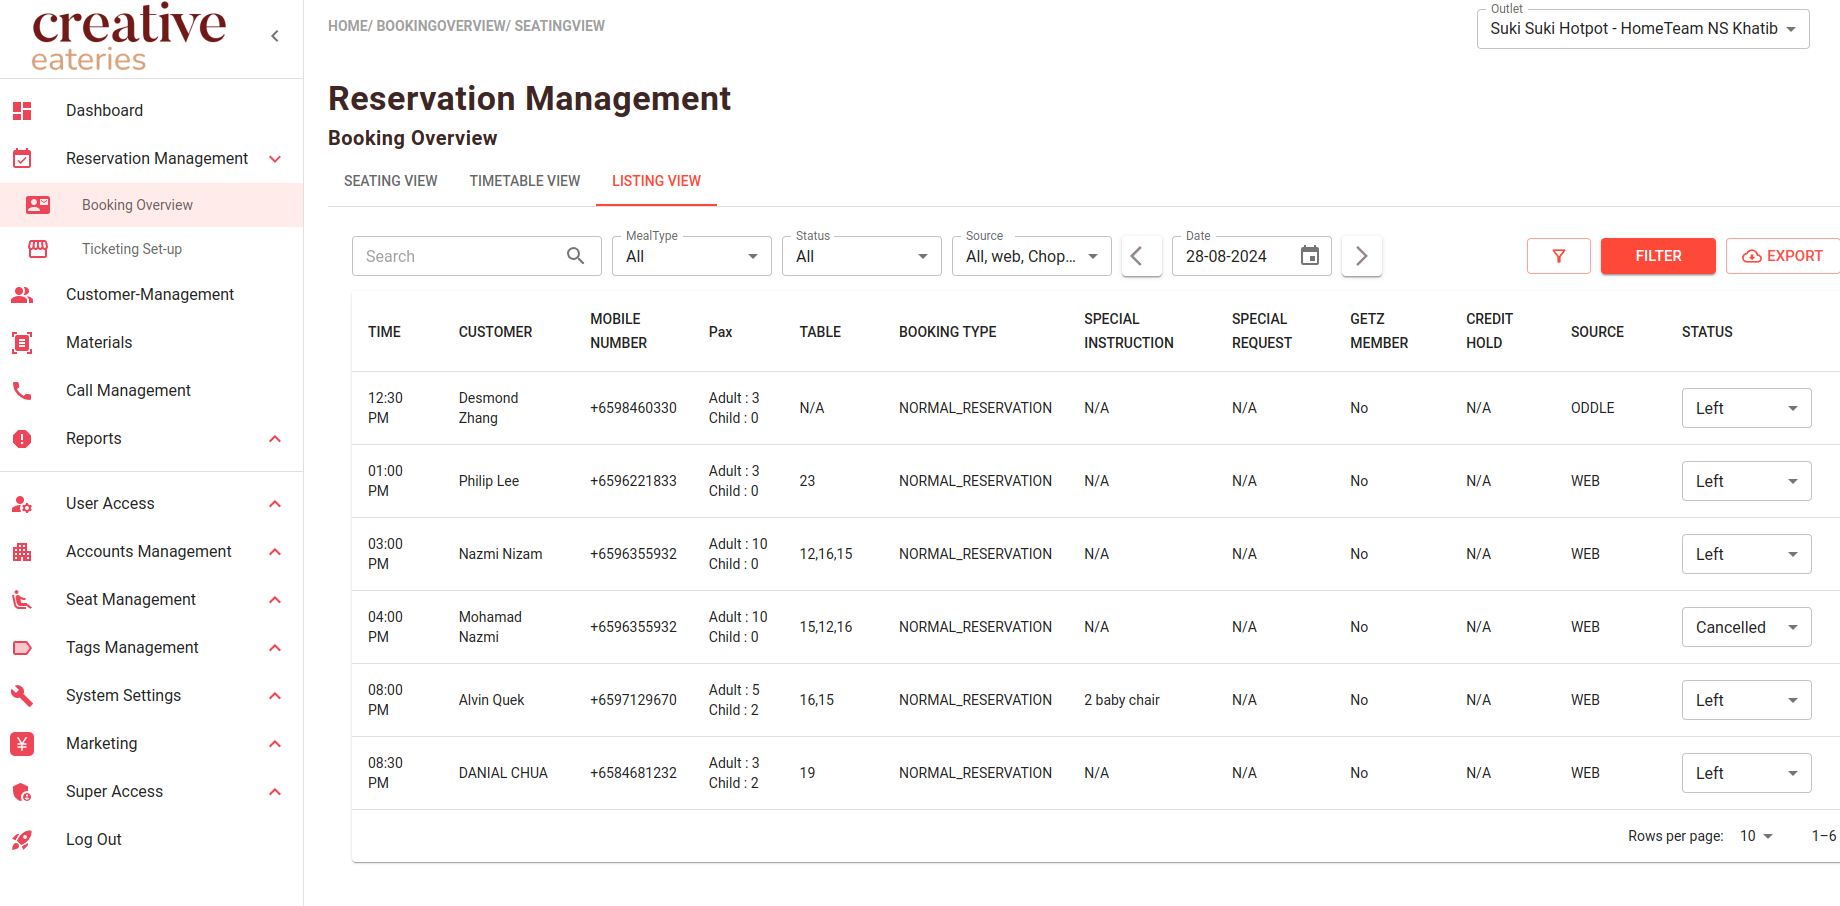 creative
eateries
Dashboard
Reservation Management
Booking Overview
Ticketing Set-up
Customer-Management
Materials
Call Management
Reports
User Access
Accounts Management
Seat Management
Tags Management
System Settings
Marketing
Super Access
Log Out
HOME/ BOOKINGOVERVIEW/ SEATINGVIEW
Outlet
Suki Suki Hotpot - HomeTeam NS Khatib
Reservation Management
Booking Overview
SEATING VIEW TIMETABLE VIEW LISTING VIEW
Search
MealType
All
Status
All
Source
All, web, Chop...
Date
28-08-2024
FILTER
EXPORT
TIME CUSTOMER MOBILE NUMBER Pax TABLE BOOKING TYPE SPECIAL INSTRUCTION SPECIAL REQUEST GETZ MEMBER CREDIT HOLD SOURCE STATUS
12:30 PM Desmond Zhang +6598460330 Adult : 3 Child : 0 N/A NORMAL_RESERVATION N/A N/A No N/A ODDLE Left
01:00 PM Philip Lee +6596221833 Adult : 3 Child : 0 23 NORMAL_RESERVATION N/A N/A No N/A WEB Left
03:00 PM Nazmi Nizam +6596355932 Adult : 10 Child : 0 12,16,15 NORMAL_RESERVATION N/A N/A No N/A WEB Left
04:00 PM Mohamad Nazmi +6596355932 Adult : 10 Child : 0 15,12,16 NORMAL_RESERVATION N/A N/A No N/A WEB Cancelled
08:00 PM Alvin Quek +6597129670 Adult : 5 Child : 2 16,15 NORMAL_RESERVATION 2 baby chair N/A No N/A WEB Left
08:30 PM DANIAL CHUA +6584681232 Adult : 3 Child : 2 19 NORMAL_RESERVATION N/A N/A No N/A WEB Left
Rows per page: 10 1–6